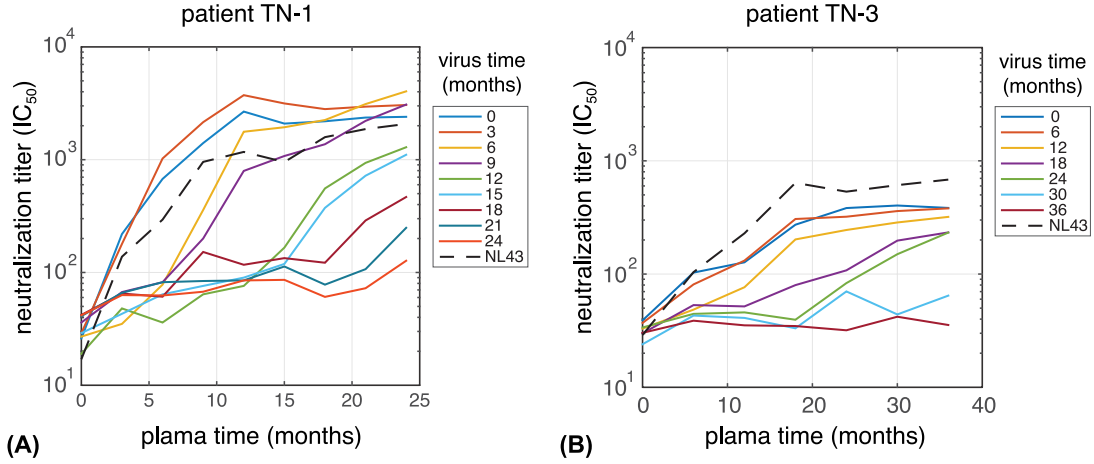 patient TN-1
neutralization titer (IC50)
10^4
10^3
10^2
10^1
0 5 10 15 20 25
plama time (months)
(A)
virus time
(months)
0
3
6
9
12
15
18
21
24
NL43
patient TN-3
neutralization titer (IC50)
10^4
10^3
10^2
10^1
0 10 20 30 40
plama time (months)
(B)
virus time
(months)
0
6
12
18
24
30
36
NL43